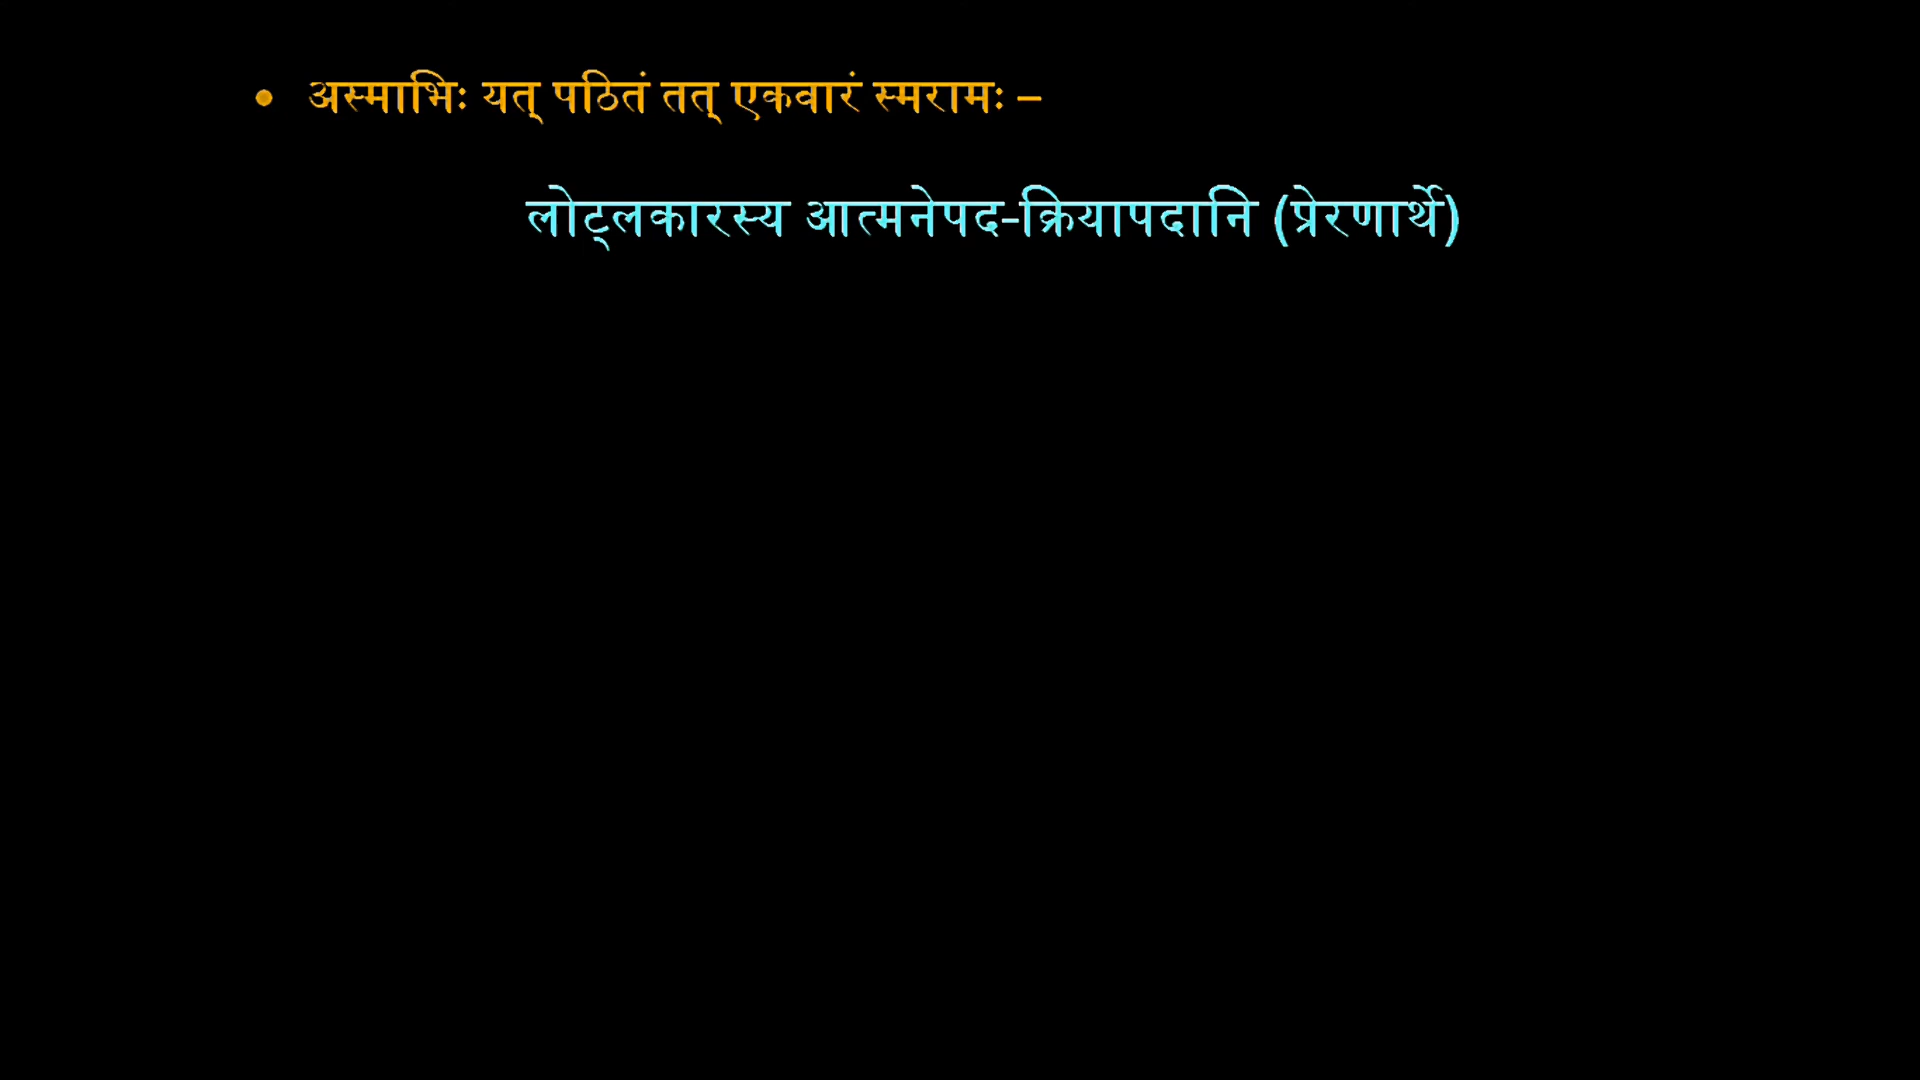 • अस्माभिः यत् पठितं तत् एकवारं स्मरामः –
लोट्लकारस्य आत्मनेपद-क्रियापदानि (प्रेरणार्थे)